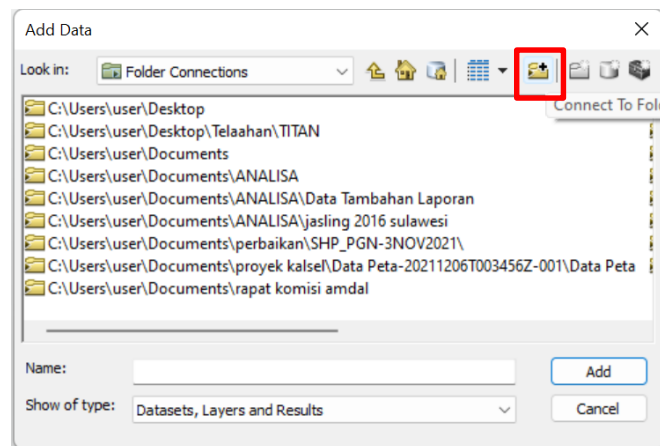 Add Data
Look in:
Folder Connections
Connect To Fol
C:\Users\user\Desktop
C:\Users\user\Desktop\Telaahan\TITAN
C:\Users\user\Documents
C:\Users\user\Documents\ANALISA
C:\Users\user\Documents\ANALISA\Data Tambahan Laporan
C:\Users\user\Documents\ANALISA\jasling 2016 sulawesi
C:\Users\user\Documents\perbaikan\SHP_PGN-3NOV2021\
C:\Users\user\Documents\proyek kalsel\Data Peta-20211206T003456Z-001\Data Peta
C:\Users\user\Documents\rapat komisi amdal
Name:
Add
Show of type:
Datasets, Layers and Results
Cancel